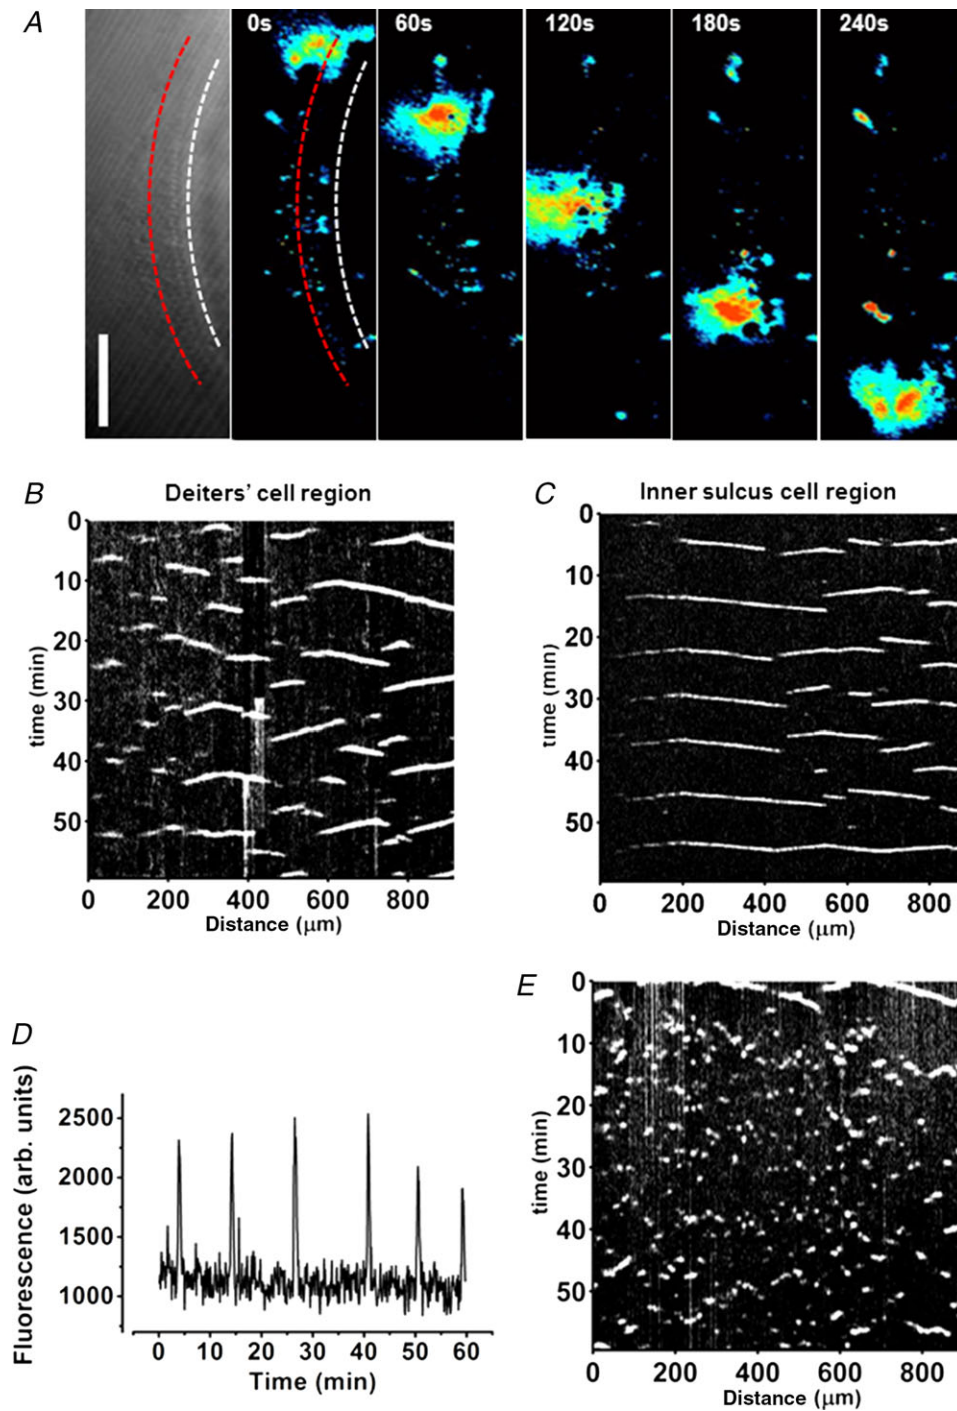 A
0s 60s 120s 180s 240s
B Deiters' cell region
0
10
20
30
40
50
time (min)
0 200 400 600 800
Distance (μm)
C Inner sulcus cell region
0
10
20
30
40
50
time (min)
0 200 400 600 800
Distance (μm)
D
2500
2000
1500
1000
Fluorescence (arb. units)
0 10 20 30 40 50 60
Time (min)
E
0
10
20
30
40
50
time (min)
0 200 400 600 800
Distance (μm)